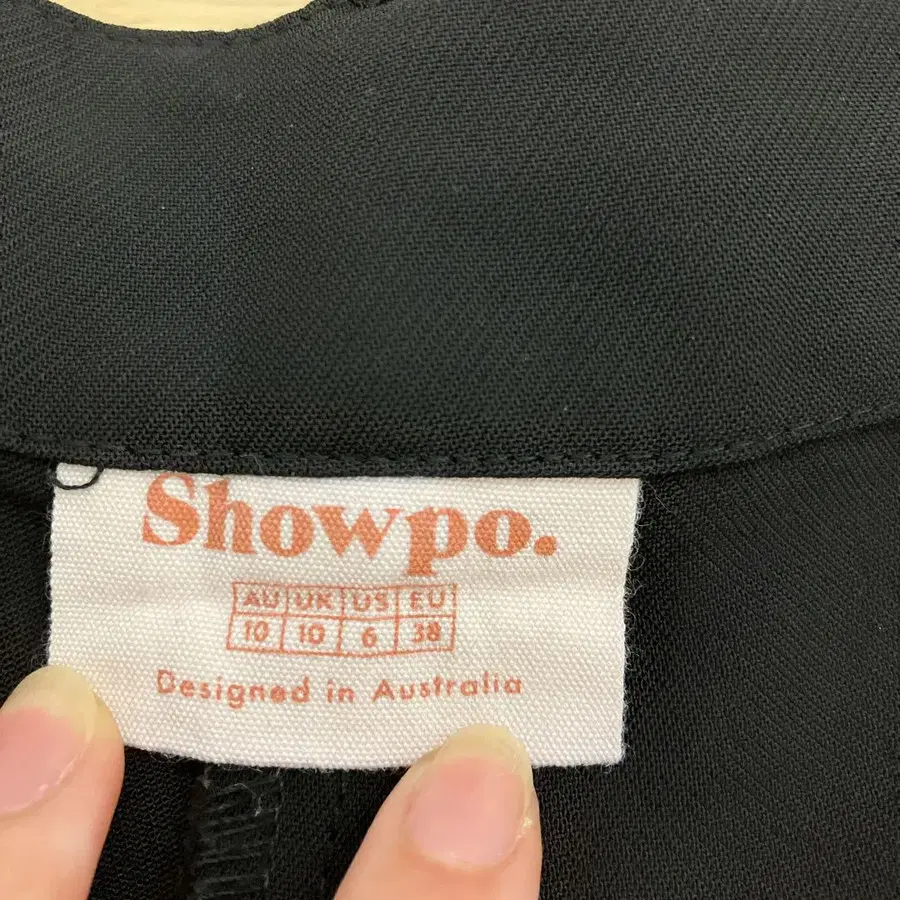 Showpo.
AU UK US EU
10 10 6 38
Designed in Australia